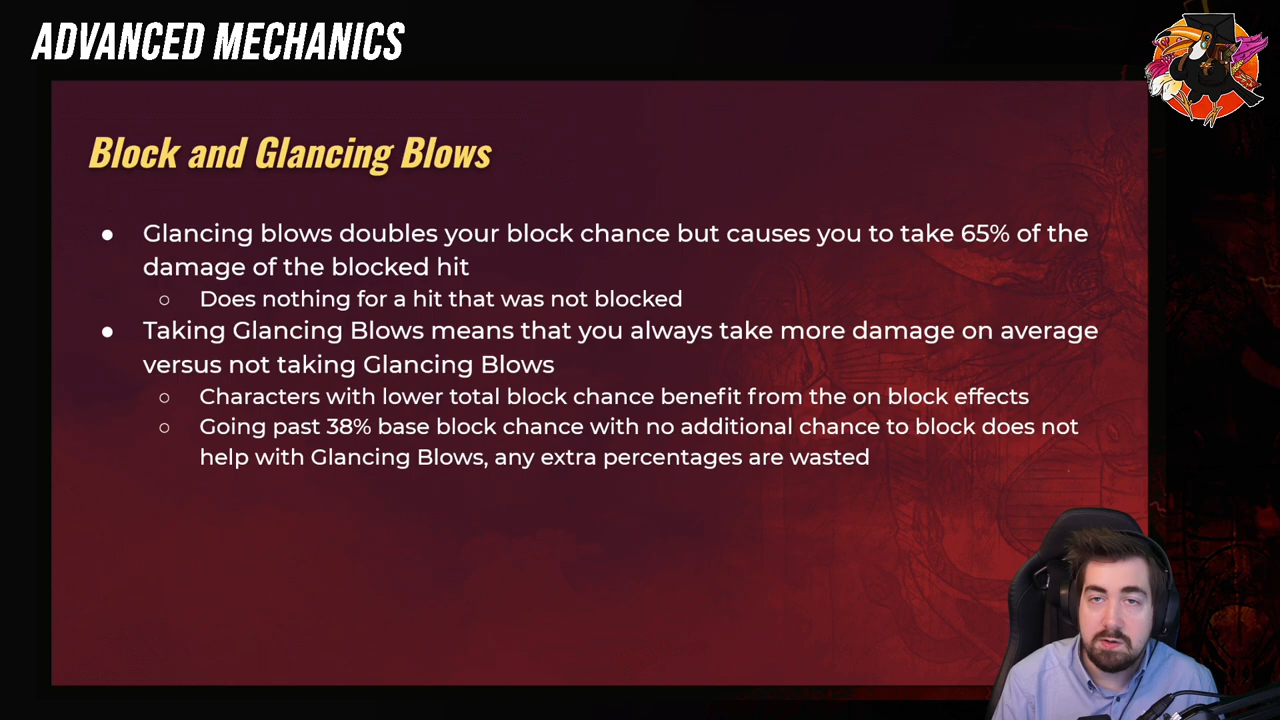 ADVANCED MECHANICS
Block and Glancing Blows
● Glancing blows doubles your block chance but causes you to take 65% of the
damage of the blocked hit
○ Does nothing for a hit that was not blocked
● Taking Glancing Blows means that you always take more damage on average
versus not taking Glancing Blows
○ Characters with lower total block chance benefit from the on block effects
○ Going past 38% base block chance with no additional chance to block does not
help with Glancing Blows, any extra percentages are wasted